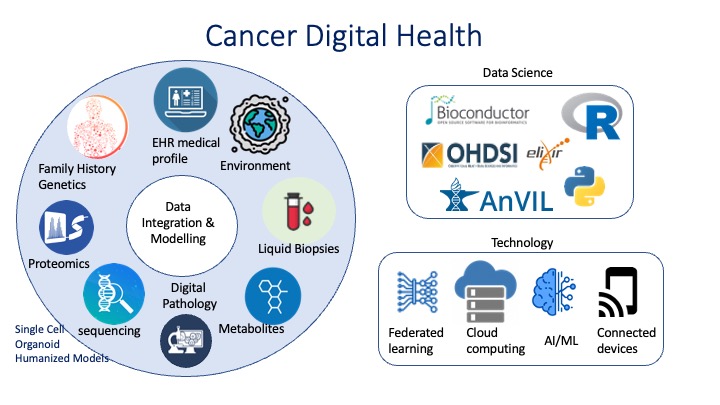 Cancer Digital Health
EHR medical
profile
Environment
Family History
Genetics
Data
Integration &
Modelling
Liquid Biopsies
Proteomics
Digital
Pathology
Metabolites
sequencing
Single Cell
Organoid
Humanized Models
Data Science
Bioconductor
OPEN SOURCE SOFTWARE FOR BIOINFORMATICS
R
OHDSI
elixir
AnVIL
Technology
Federated
learning
Cloud
computing
AI/ML
Connected
devices